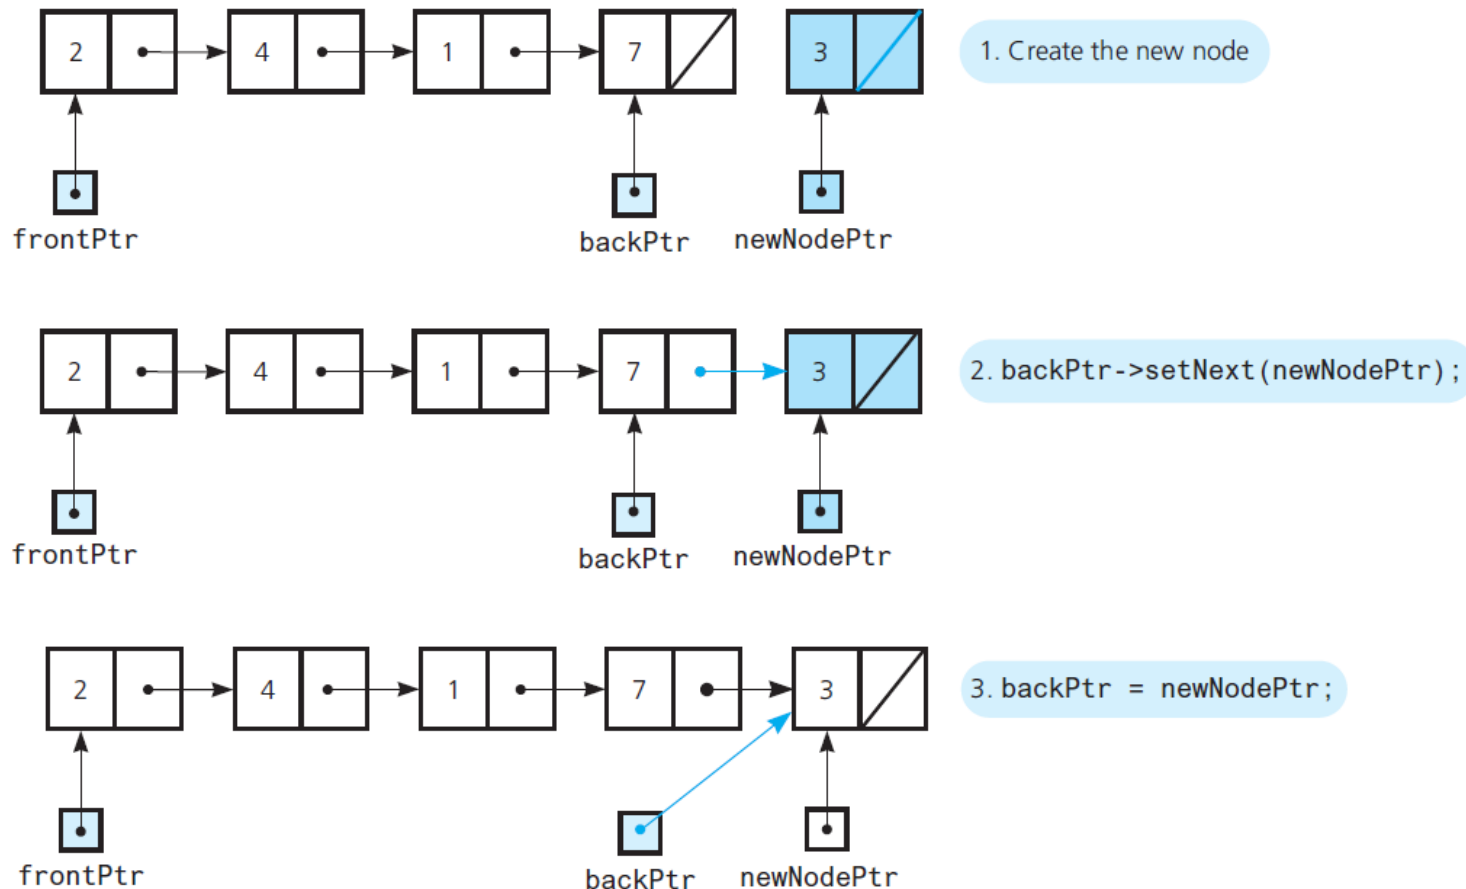 2 4 1 7 3 1. Create the new node
frontPtr backPtr newNodePtr
2 4 1 7 3 2. backPtr->setNext(newNodePtr);
frontPtr backPtr newNodePtr
2 4 1 7 3 3. backPtr = newNodePtr;
frontPtr backPtr newNodePtr